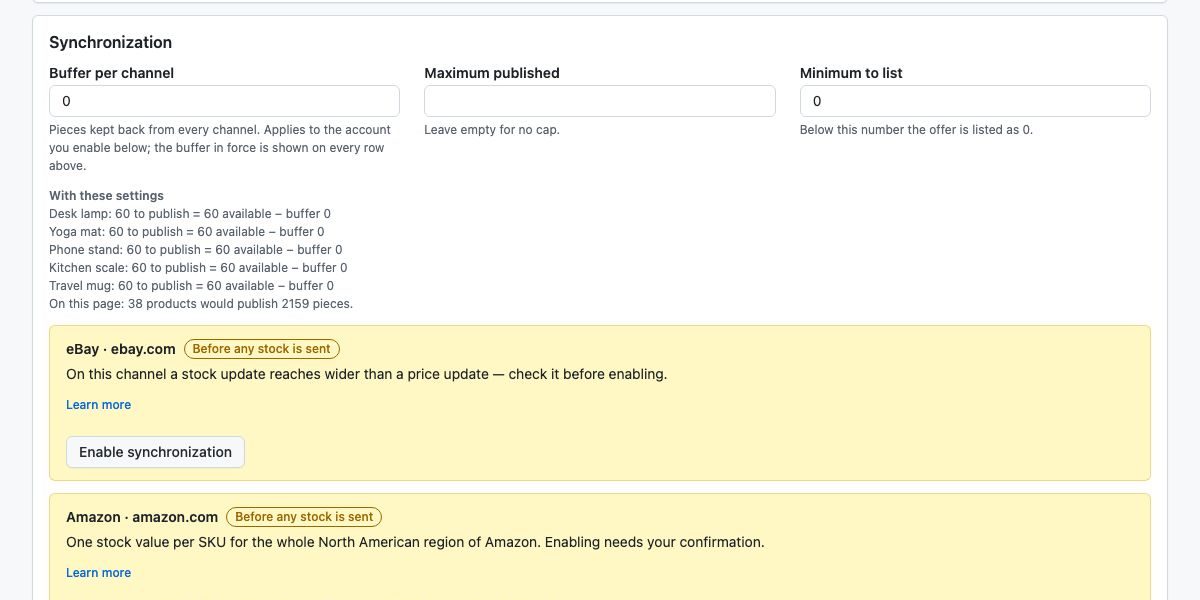 Synchronization
Buffer per channel
0
Pieces kept back from every channel. Applies to the account
you enable below; the buffer in force is shown on every row
above.
Maximum published
Leave empty for no cap.
Minimum to list
0
Below this number the offer is listed as 0.
With these settings
Desk lamp: 60 to publish = 60 available − buffer 0
Yoga mat: 60 to publish = 60 available − buffer 0
Phone stand: 60 to publish = 60 available − buffer 0
Kitchen scale: 60 to publish = 60 available − buffer 0
Travel mug: 60 to publish = 60 available − buffer 0
On this page: 38 products would publish 2159 pieces.
eBay · ebay.com Before any stock is sent
On this channel a stock update reaches wider than a price update — check it before enabling.
Learn more
Enable synchronization
Amazon · amazon.com Before any stock is sent
One stock value per SKU for the whole North American region of Amazon. Enabling needs your confirmation.
Learn more